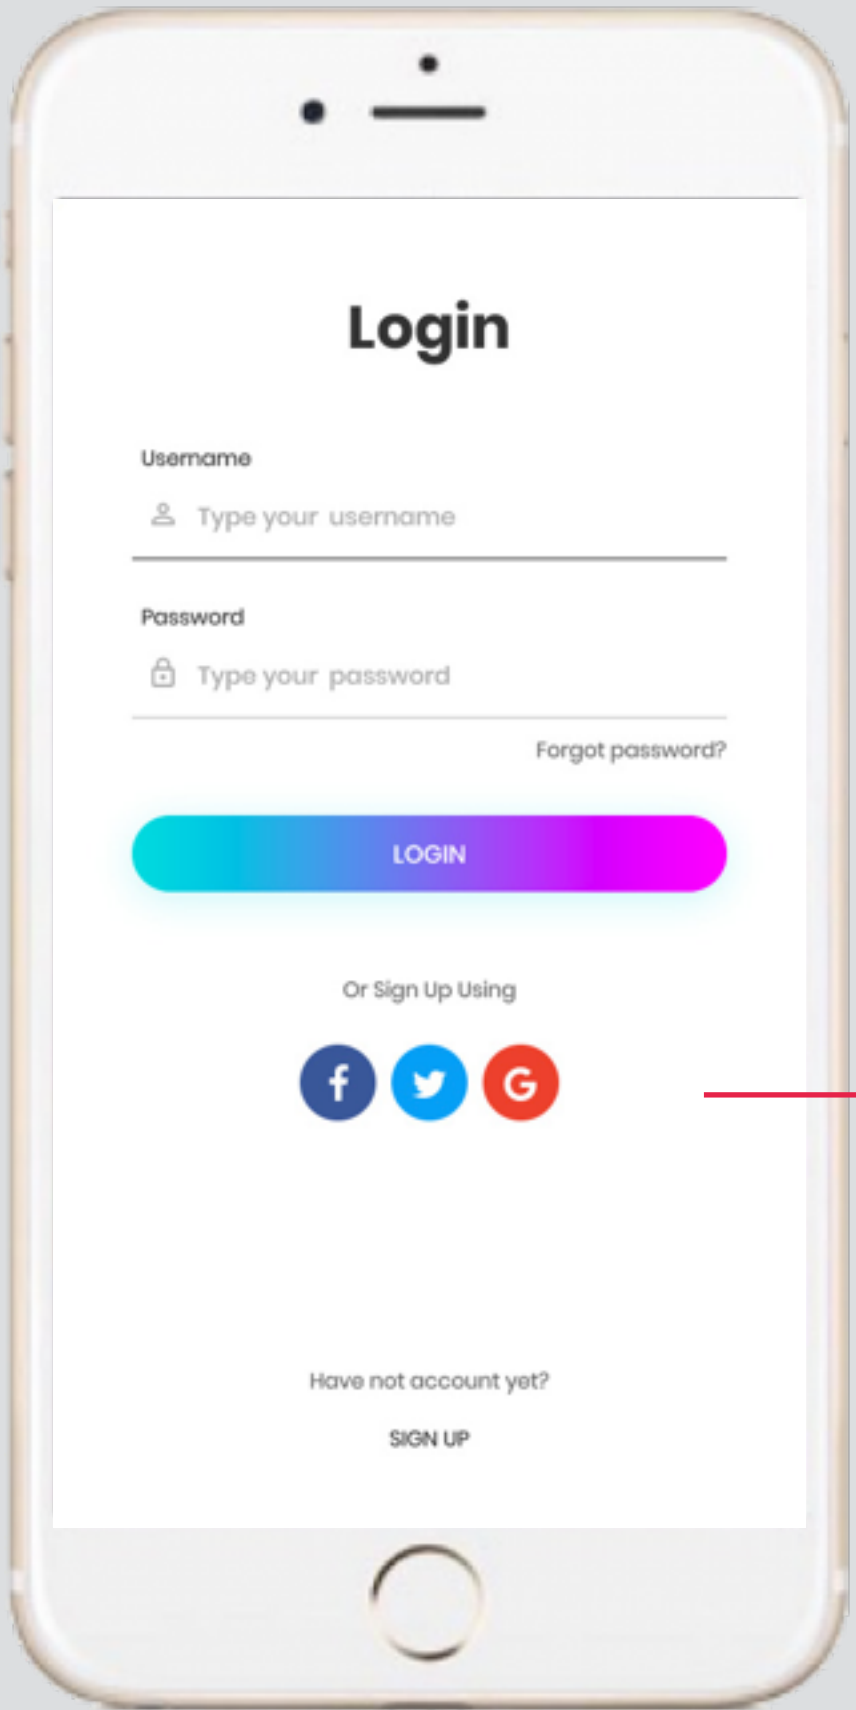 Login
Username
Type your username
Password
Type your password
Forgot password?
LOGIN
Or Sign Up Using
f
G
Have not account yet?
SIGN UP